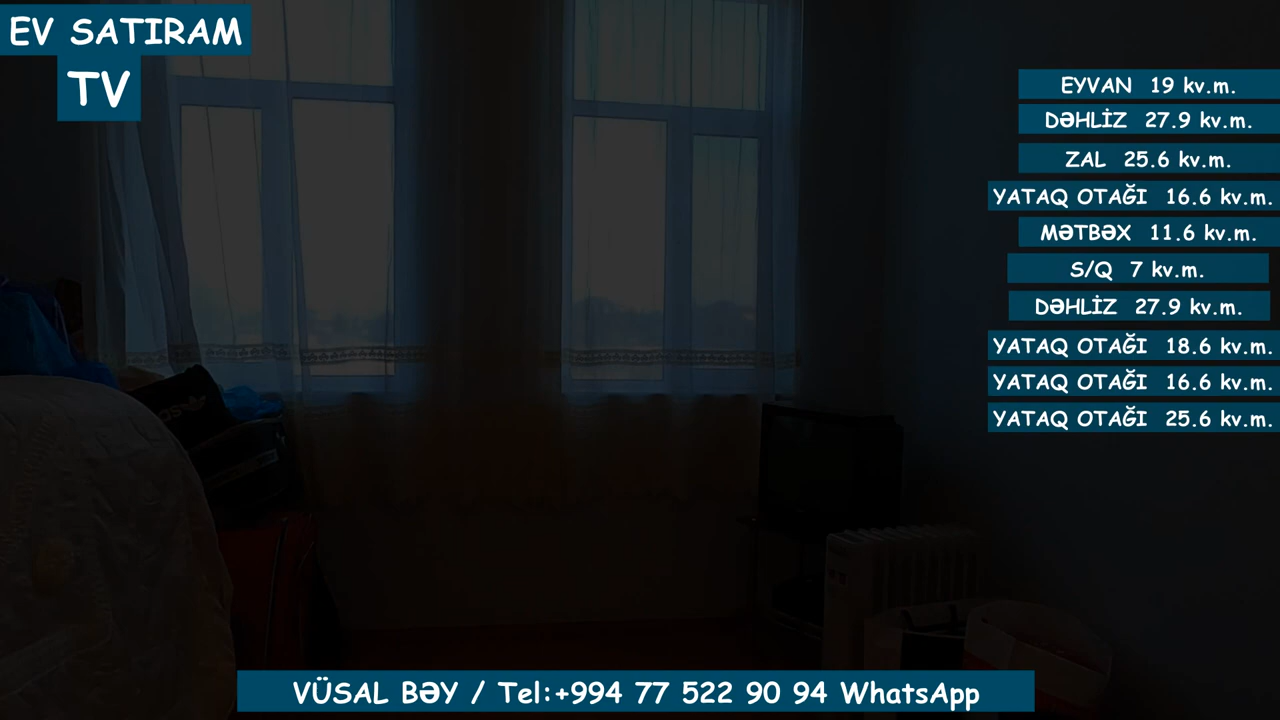 EV SATIRAM
TV
EYVAN 19 kv.m.
DƏHLİZ 27.9 kv.m.
ZAL 25.6 kv.m.
YATAQ OTAĞI 16.6 kv.m.
MƏTBƏX 11.6 kv.m.
S/Q 7 kv.m.
DƏHLİZ 27.9 kv.m.
YATAQ OTAĞI 18.6 kv.m.
YATAQ OTAĞI 16.6 kv.m.
YATAQ OTAĞI 25.6 kv.m.
VÜSAL BƏY / Tel:+994 77 522 90 94 WhatsApp